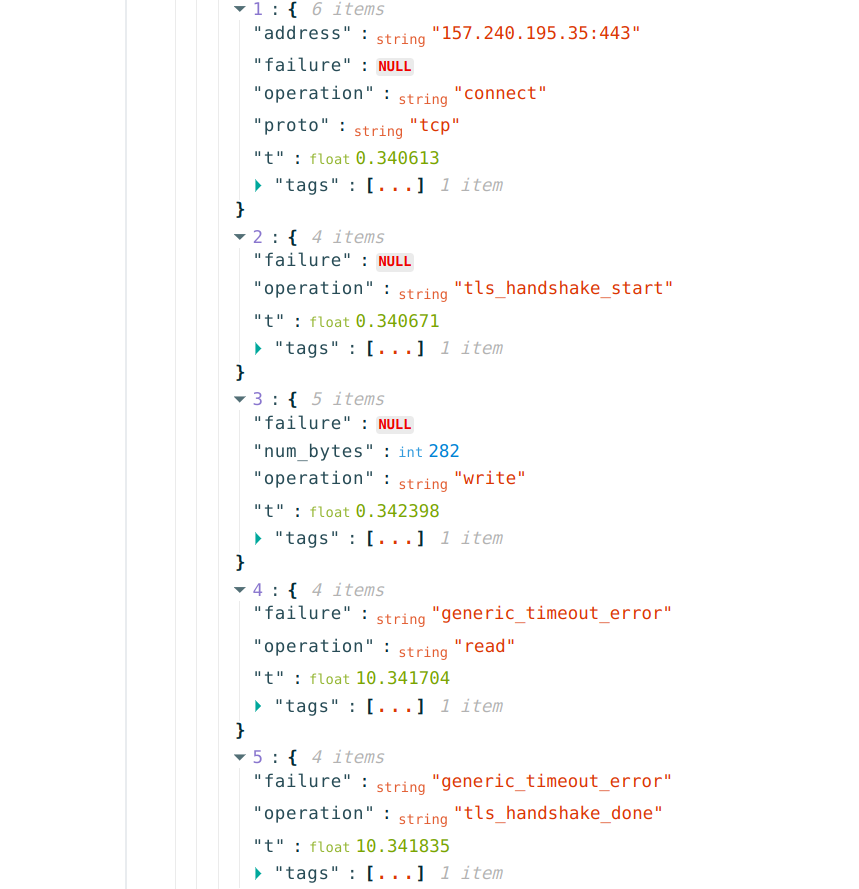 1 : { 6 items
"address" : string "157.240.195.35:443"
"failure" : NULL
"operation" : string "connect"
"proto" : string "tcp"
"t" : float 0.340613
"tags" : [...] 1 item
}
2 : { 4 items
"failure" : NULL
"operation" : string "tls_handshake_start"
"t" : float 0.340671
"tags" : [...] 1 item
}
3 : { 5 items
"failure" : NULL
"num_bytes" : int 282
"operation" : string "write"
"t" : float 0.342398
"tags" : [...] 1 item
}
4 : { 4 items
"failure" : string "generic_timeout_error"
"operation" : string "read"
"t" : float 10.341704
"tags" : [...] 1 item
}
5 : { 4 items
"failure" : string "generic_timeout_error"
"operation" : string "tls_handshake_done"
"t" : float 10.341835
"tags" : [...] 1 item